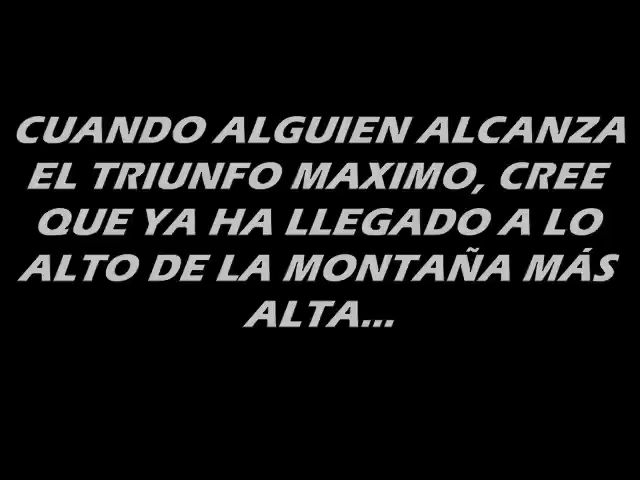 CUANDO ALGUIEN ALCANZA
EL TRIUNFO MAXIMO, CREE
QUE YA HA LLEGADO A LO
ALTO DE LA MONTAÑA MÁS
ALTA...